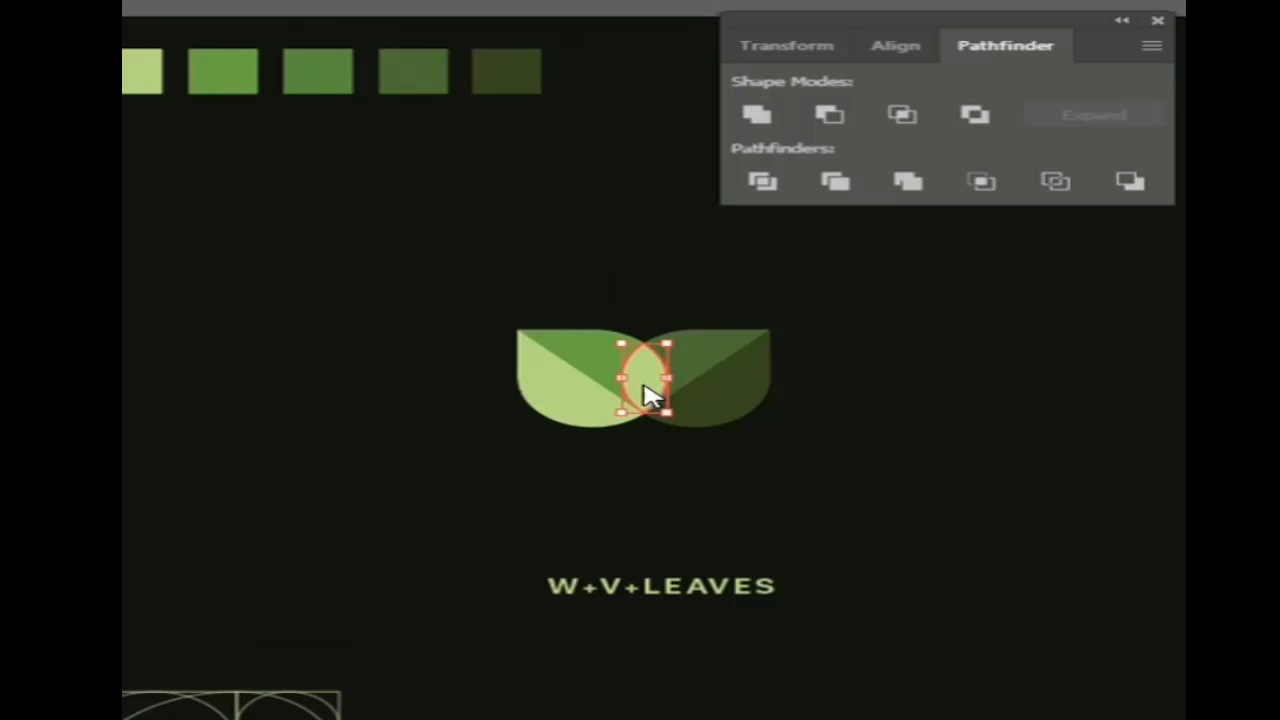 Transform Align Pathfinder
Shape Modes:
Expand
Pathfinders:
W+V+LEAVES